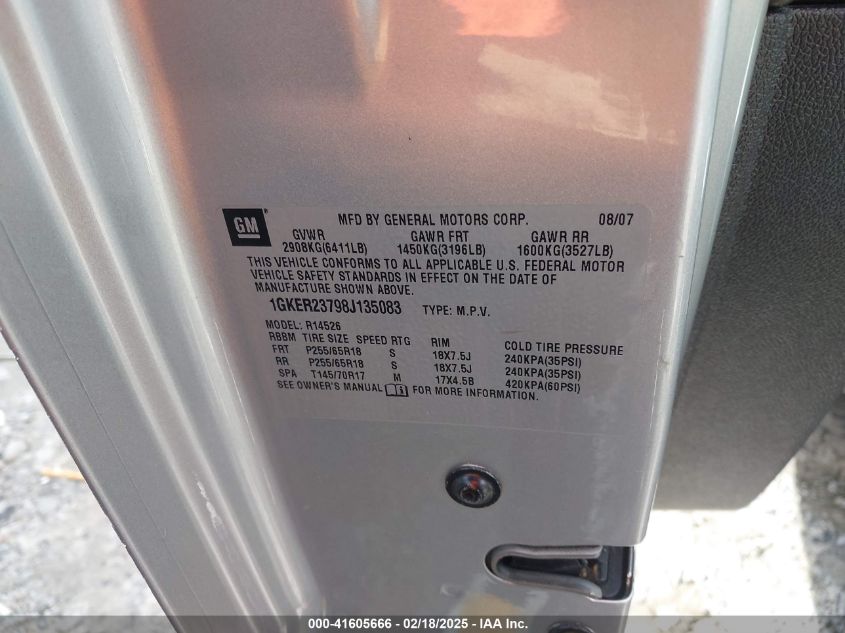 GM
MFD BY GENERAL MOTORS CORP. 08/07
GVWR GAWR FRT GAWR RR
2908KG(6411LB) 1450KG(3196LB) 1600KG(3527LB)
THIS VEHICLE CONFORMS TO ALL APPLICABLE U.S. FEDERAL MOTOR
VEHICLE SAFETY STANDARDS IN EFFECT ON THE DATE OF
MANUFACTURE SHOWN ABOVE.
1GKER23798J135083 TYPE: M.P.V.
MODEL: R14526
RBBM TIRE SIZE SPEED RTG RIM COLD TIRE PRESSURE
FRT P255/65R18 S 18X7.5J 240KPA(35PSI)
RR P255/65R18 S 18X7.5J 240KPA(35PSI)
SPA T145/70R17 M 17X4.5B 420KPA(60PSI)
SEE OWNER'S MANUAL FOR MORE INFORMATION.
000-41605666 - 02/18/2025 - IAA Inc.